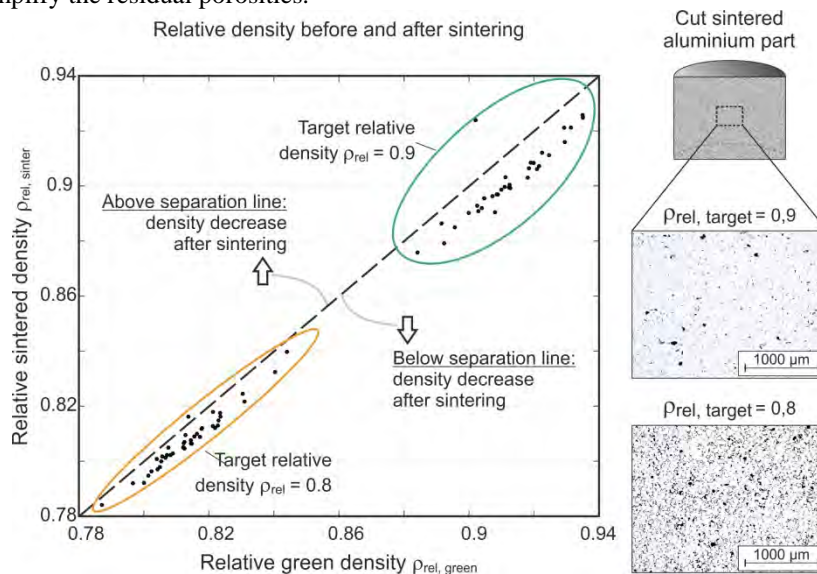 the residual porosities.
Relative density before and after sintering
Cut sintered
aluminium part
0.94
0.9
0.86
0.82
0.78
Relative sintered density ρrel, sinter
Target relative
density ρrel = 0.9
Above separation line:
density decrease
after sintering
Below separation line:
density decrease
after sintering
Target relative
density ρrel = 0.8
0.78
0.82
0.86
0.9
0.94
Relative green density ρrel, green
ρrel, target = 0,9
1000 µm
ρrel, target = 0,8
1000 µm